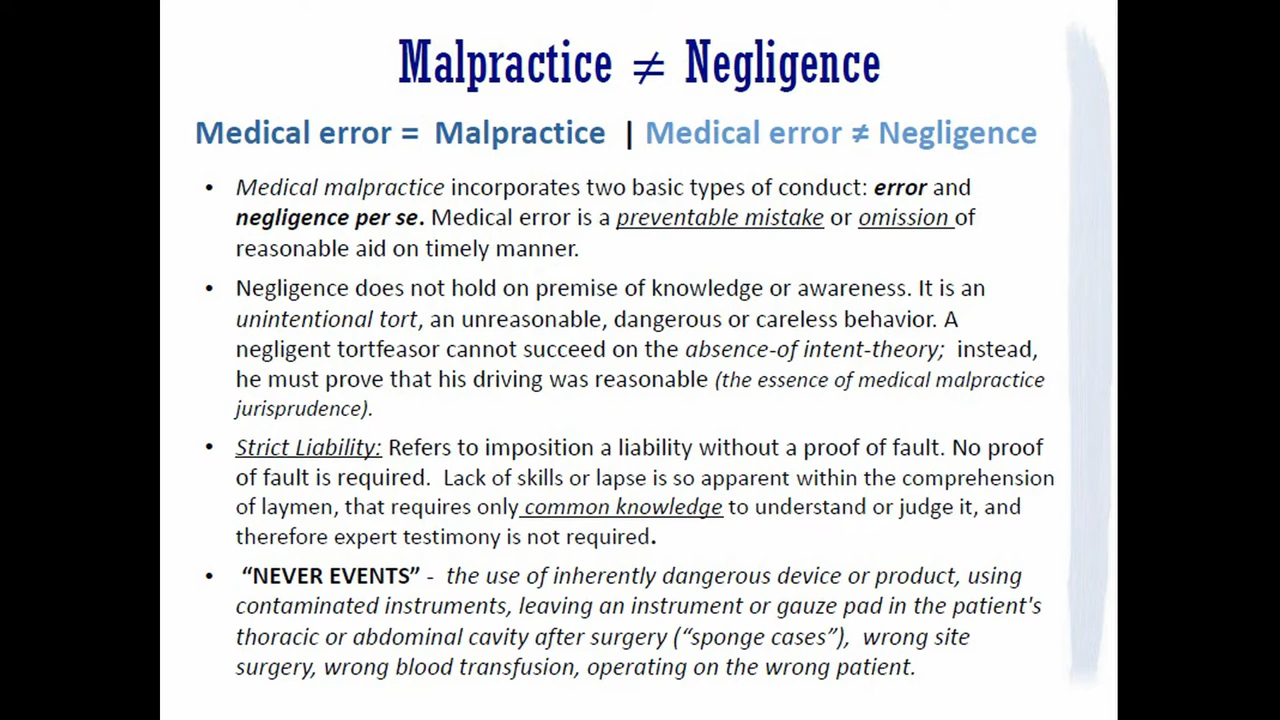 Malpractice ≠ Negligence
Medical error = Malpractice | Medical error ≠ Negligence
• Medical malpractice incorporates two basic types of conduct: error and
negligence per se. Medical error is a preventable mistake or omission of
reasonable aid on timely manner.
• Negligence does not hold on premise of knowledge or awareness. It is an
unintentional tort, an unreasonable, dangerous or careless behavior. A
negligent tortfeasor cannot succeed on the absence-of intent-theory; instead,
he must prove that his driving was reasonable (the essence of medical malpractice
jurisprudence).
• Strict Liability: Refers to imposition a liability without a proof of fault. No proof
of fault is required. Lack of skills or lapse is so apparent within the comprehension
of laymen, that requires only common knowledge to understand or judge it, and
therefore expert testimony is not required.
• “NEVER EVENTS” - the use of inherently dangerous device or product, using
contaminated instruments, leaving an instrument or gauze pad in the patient's
thoracic or abdominal cavity after surgery (“sponge cases”), wrong site
surgery, wrong blood transfusion, operating on the wrong patient.